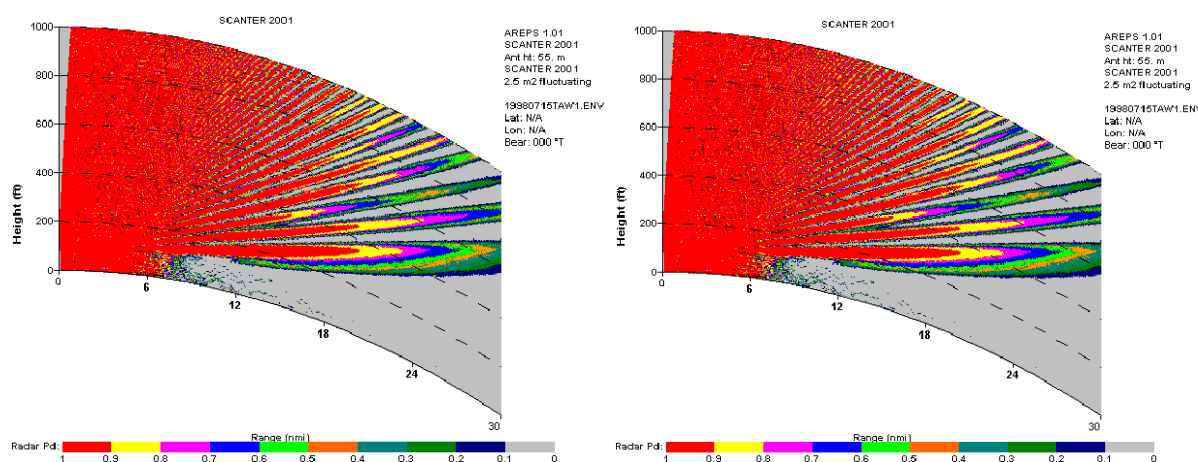 SCANTER 2001
AREPS 1.01
SCANTER 2001
Ant ht: 55. m
SCANTER 2001
2.5 m2 fluctuating
19980715TAW1.ENV
Lat: N/A
Lon: N/A
Bear: 000 °T
Height (ft)
1000
800
600
400
200
0
0
6
12
18
24
30
Range (nmi)
Radar Pd:
1 0.9 0.8 0.7 0.6 0.5 0.4 0.3 0.2 0.1 0
SCANTER 2001
AREPS 1.01
SCANTER 2001
Ant ht: 55. m
SCANTER 2001
2.5 m2 fluctuating
19980715TAW1.ENV
Lat: N/A
Lon: N/A
Bear: 000 °T
Height (ft)
1000
800
600
400
200
0
0
6
12
18
24
30
Range (nmi)
Radar Pd:
1 0.9 0.8 0.7 0.6 0.5 0.4 0.3 0.2 0.1 0